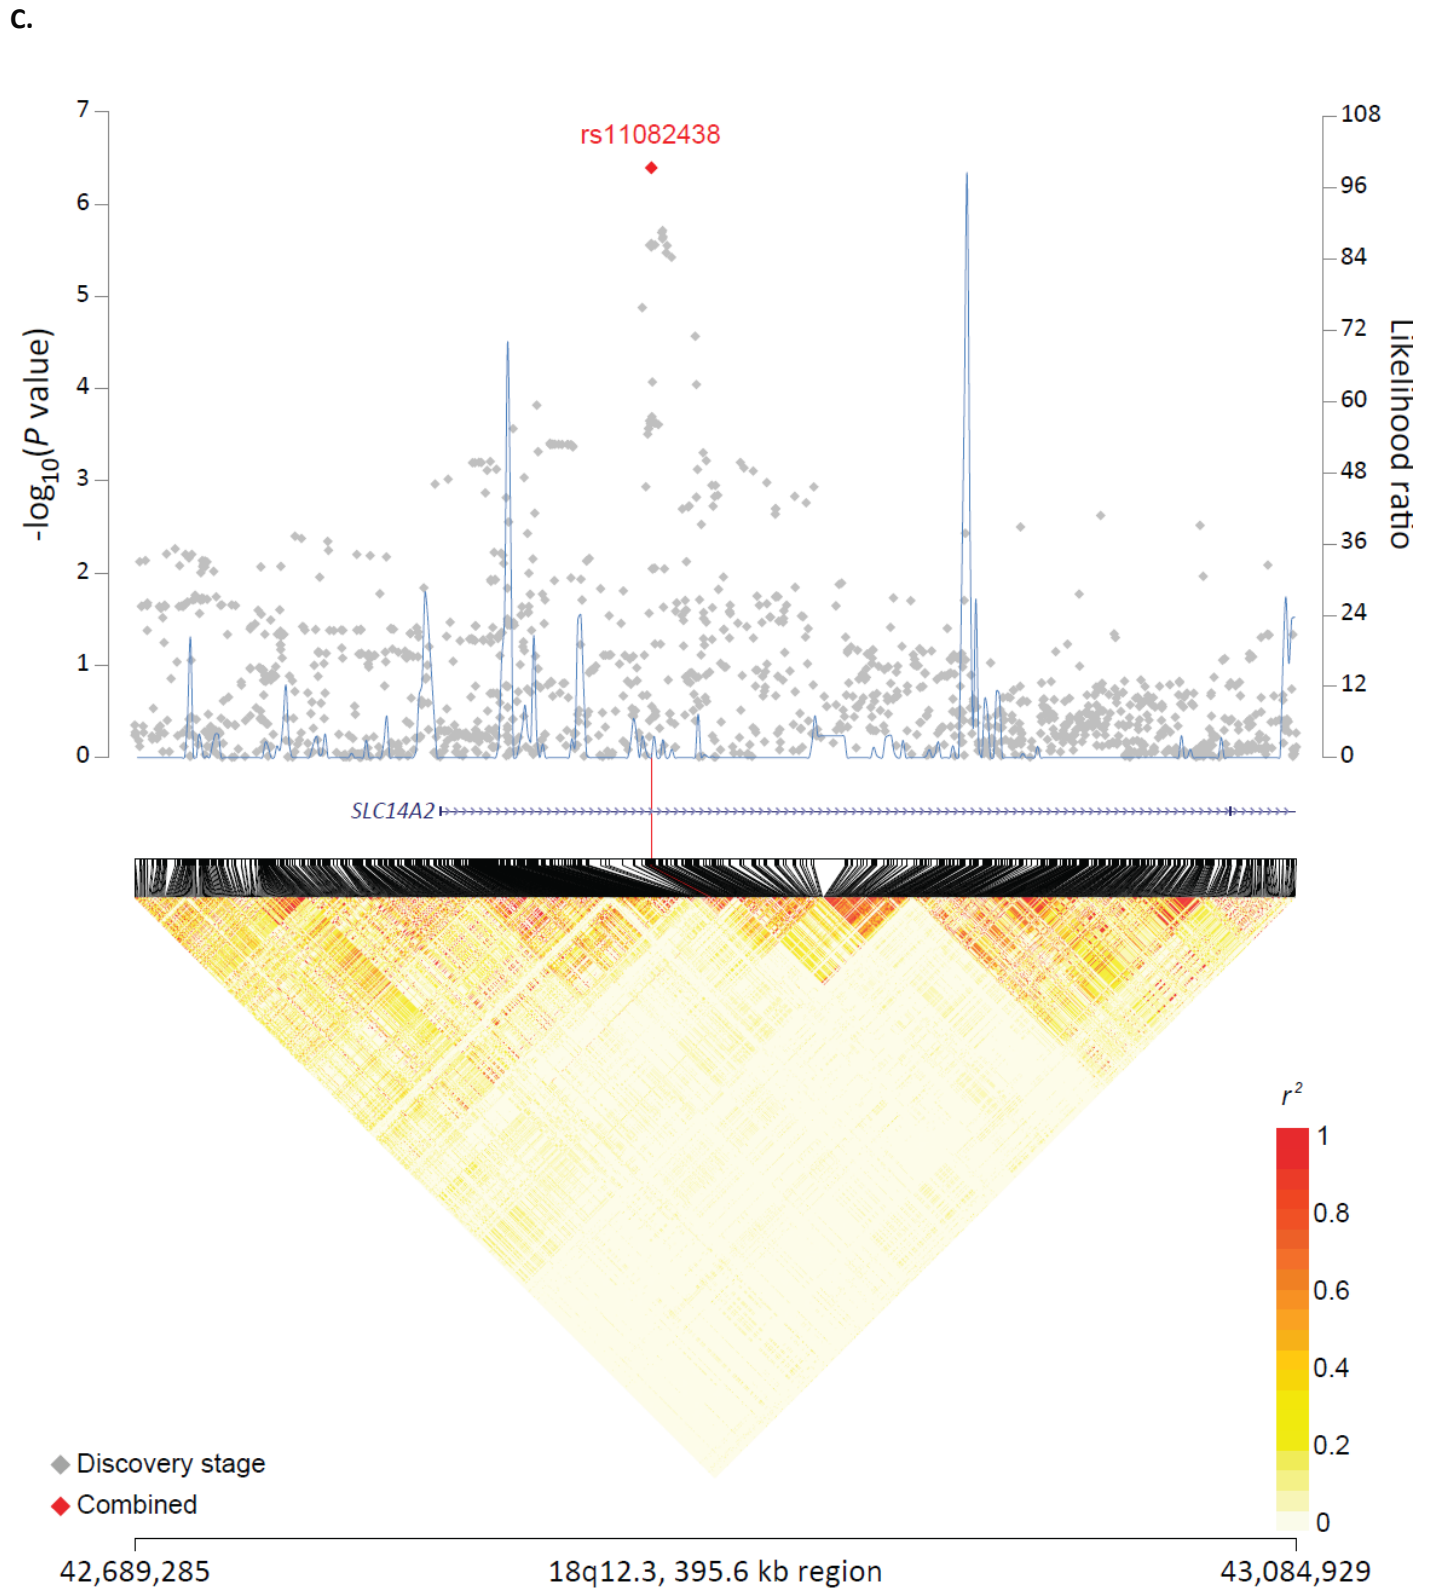 C.
7
6
5
4
3
2
1
0
-log10(P value)
rs11082438
108
96
84
72
60
48
36
24
12
0
Likelihood ratio
SLC14A2
r2
1
0.8
0.6
0.4
0.2
0
Discovery stage
Combined
42,689,285 18q12.3, 395.6 kb region 43,084,929